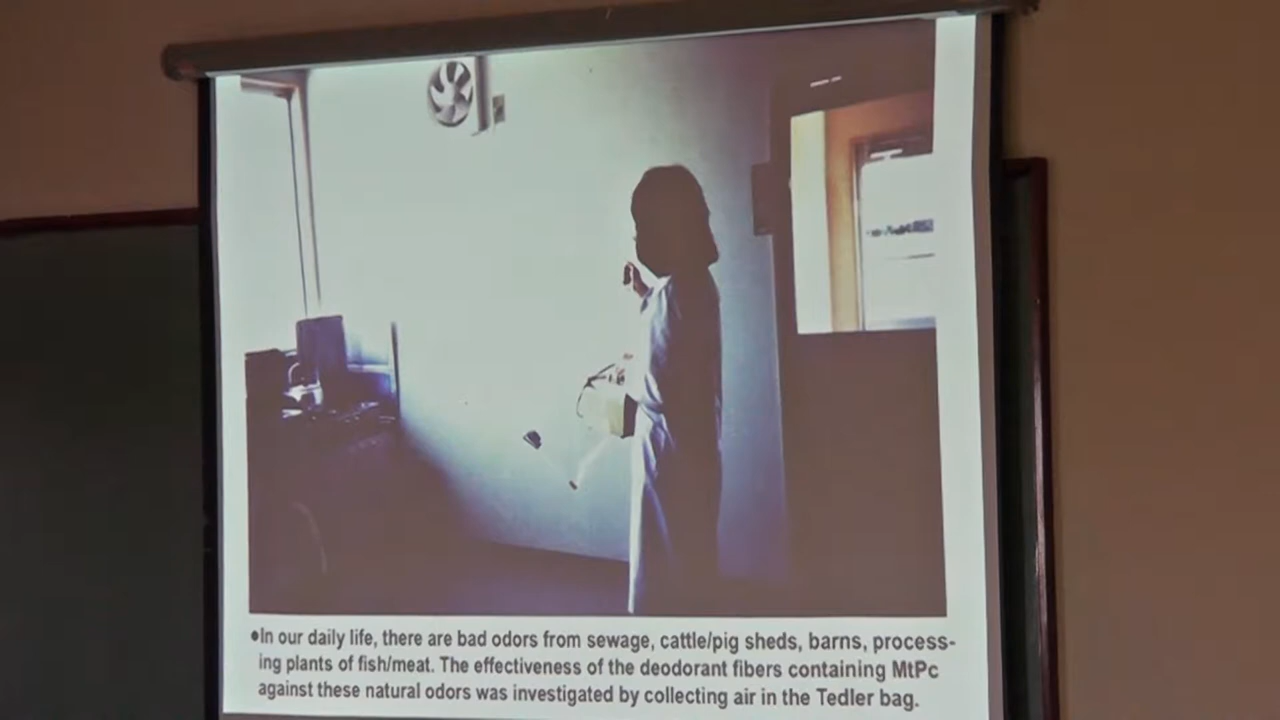 •In our daily life, there are bad odors from sewage, cattle/pig sheds, barns, process-
ing plants of fish/meat. The effectiveness of the deodorant fibers containing MtPc
against these natural odors was investigated by collecting air in the Tedler bag.